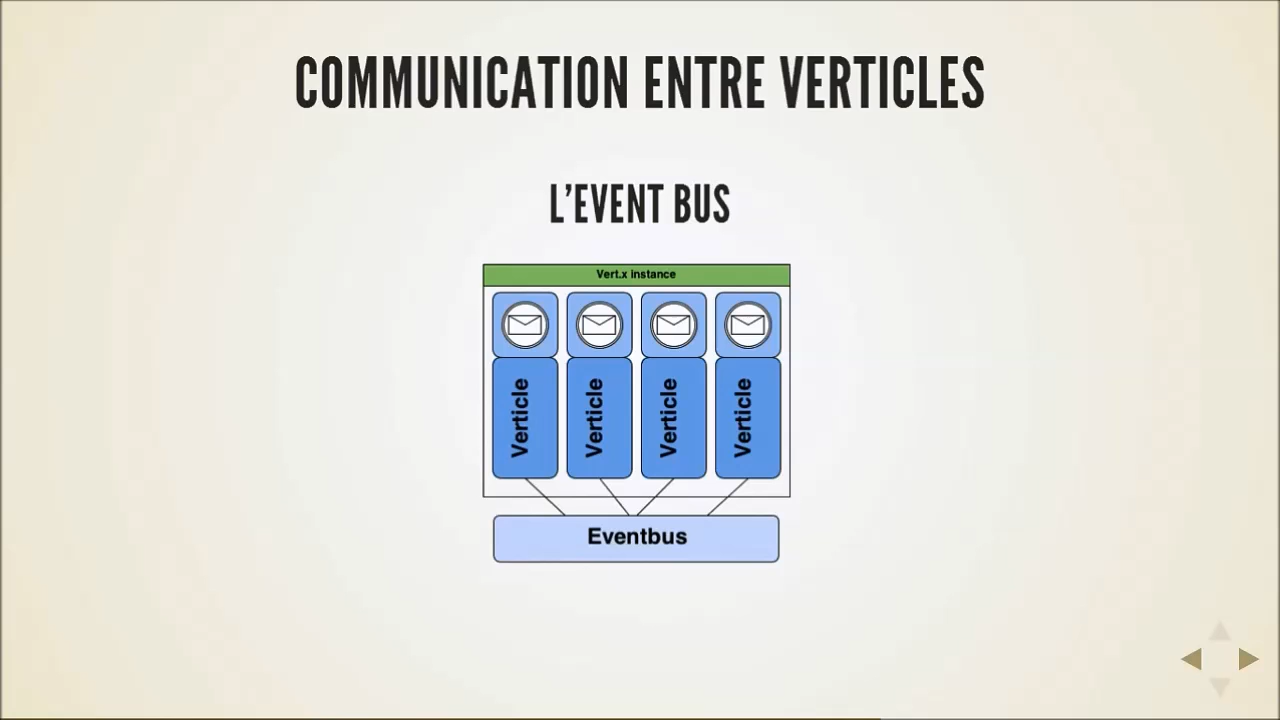 COMMUNICATION ENTRE VERTICLES
L'EVENT BUS
Vert.x instance
Verticle
Verticle
Verticle
Verticle
Eventbus